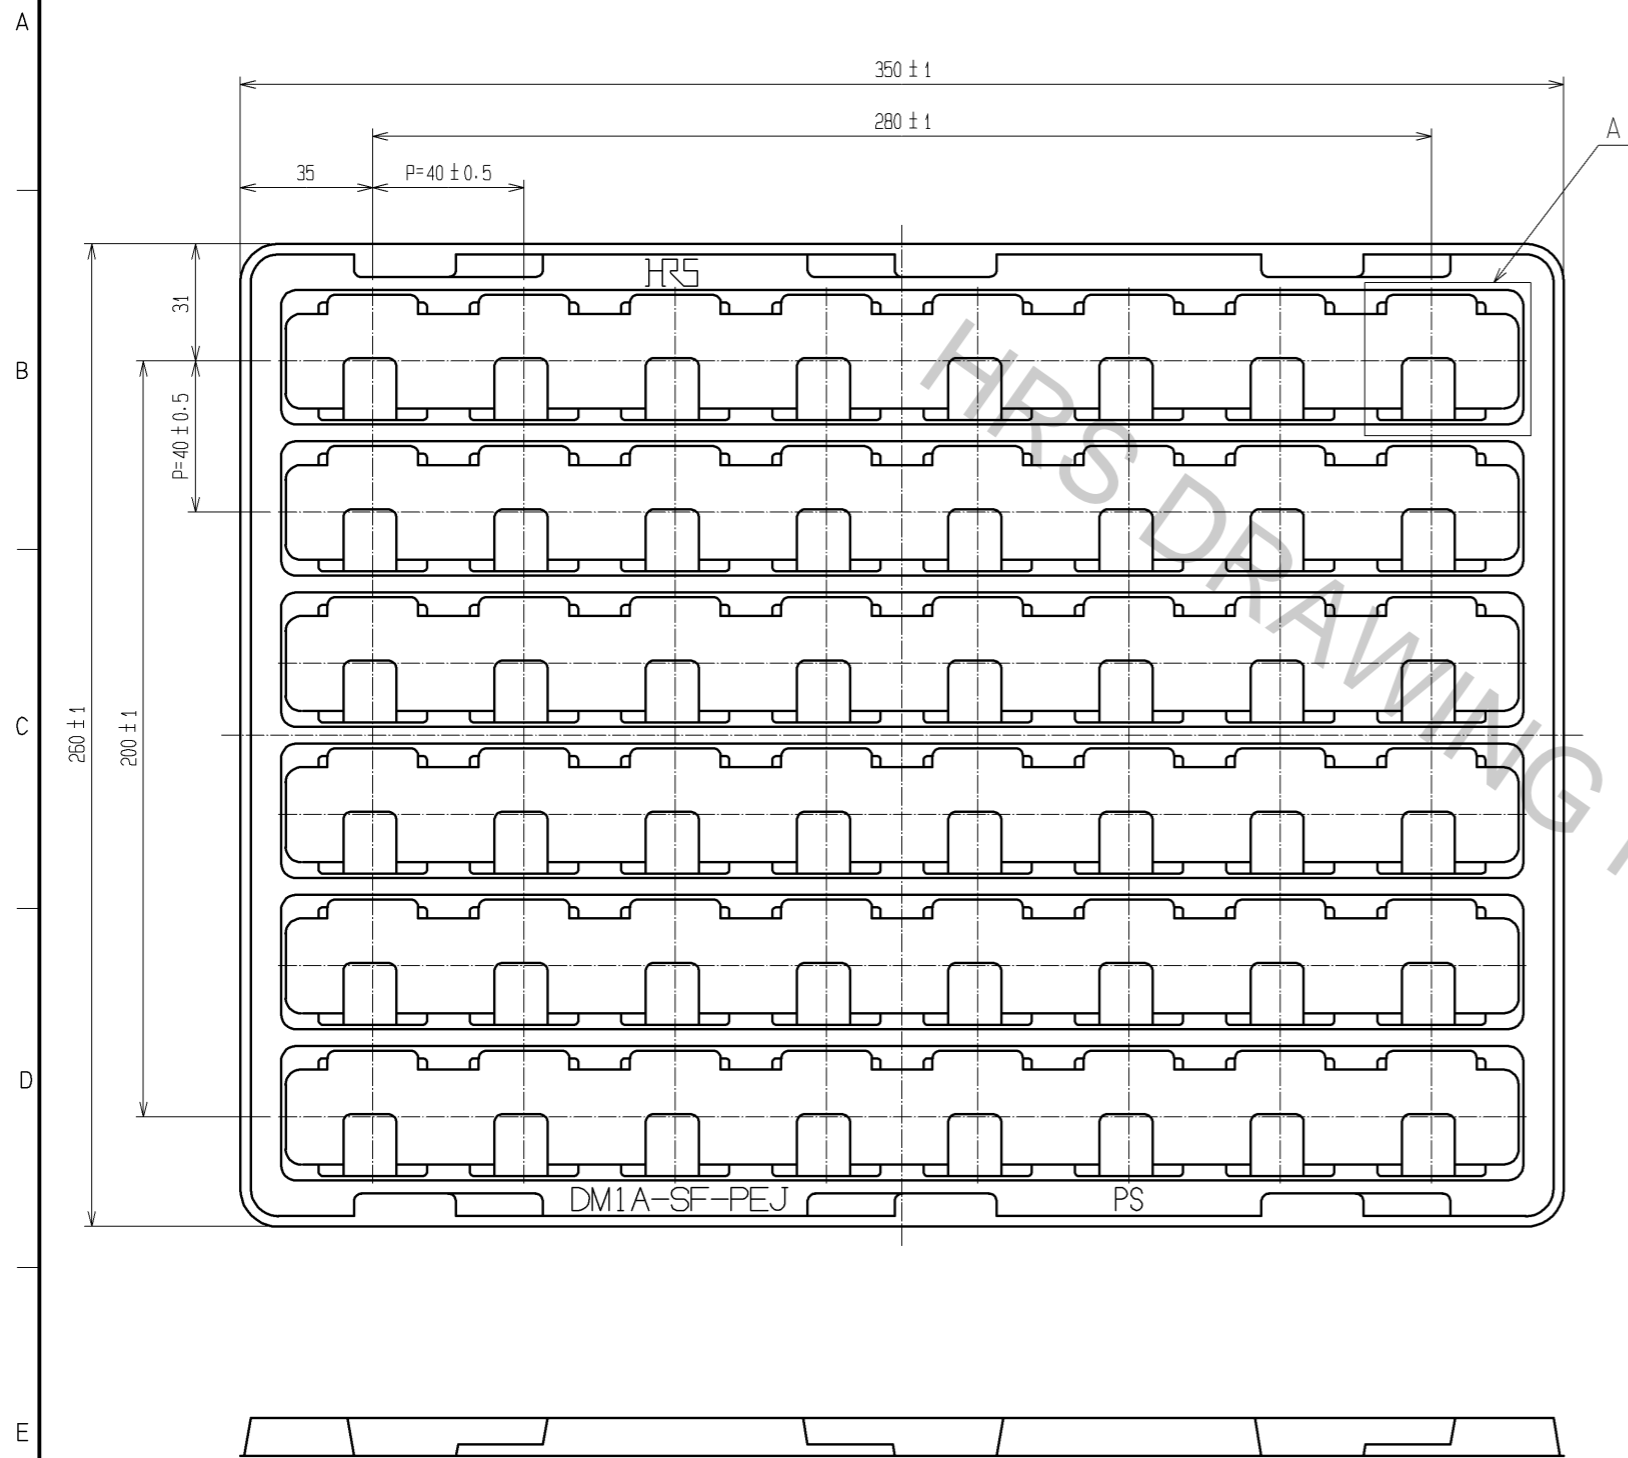 A
350±1
280±1
A
35
P=40±0.5
HRS
31
B
P=40±0.5
HRS DRAWING
C
260±1
200±1
D
DM1A-SF-PEJ
PS
E